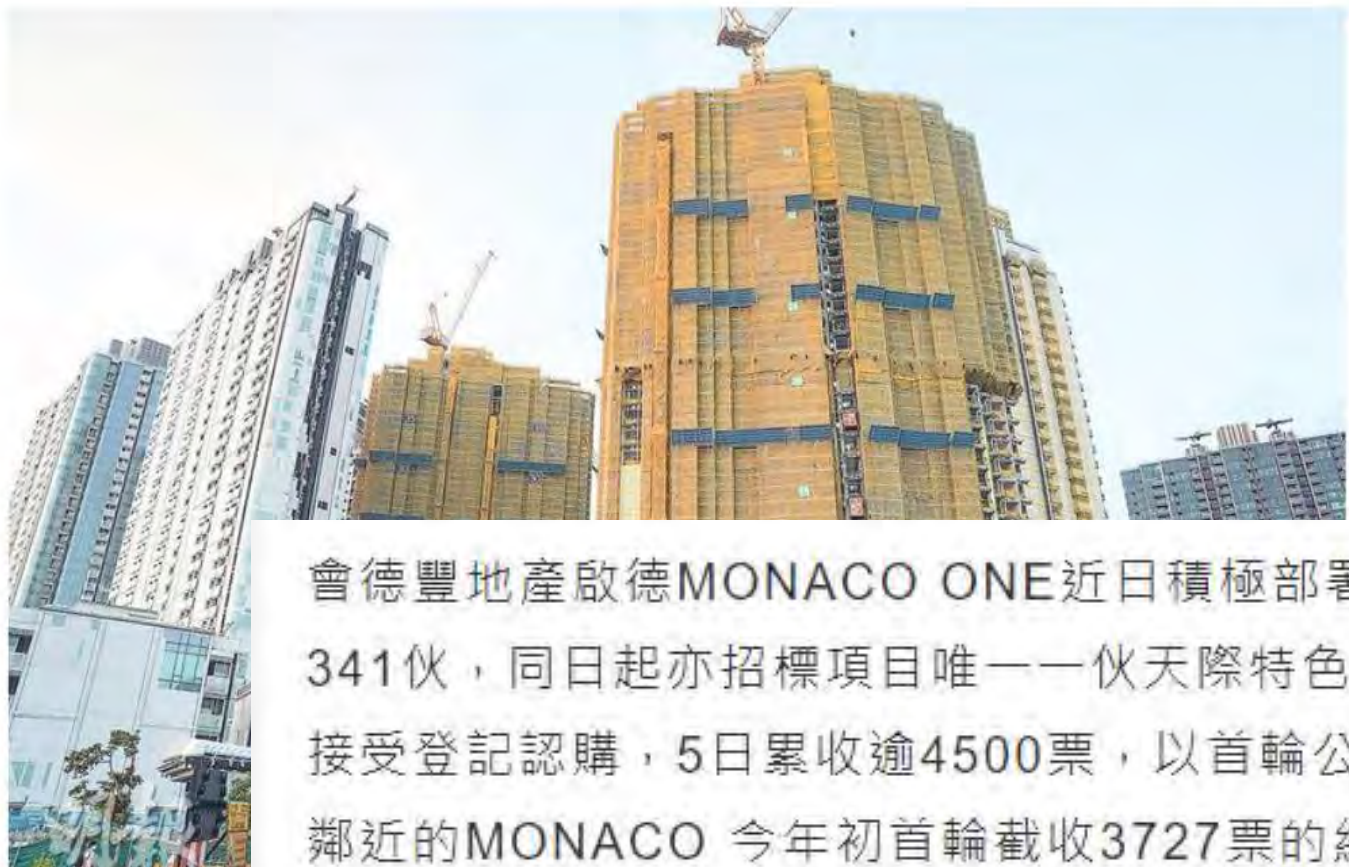 會德豐地產啟德MONACO ONE近日積極部署
341伙，同日起亦招標項目唯一一伙天際特色
接受登記認購，5日累收逾4500票，以首輪公
鄰近的MONACO 今年初首輪截收3727票的
明報